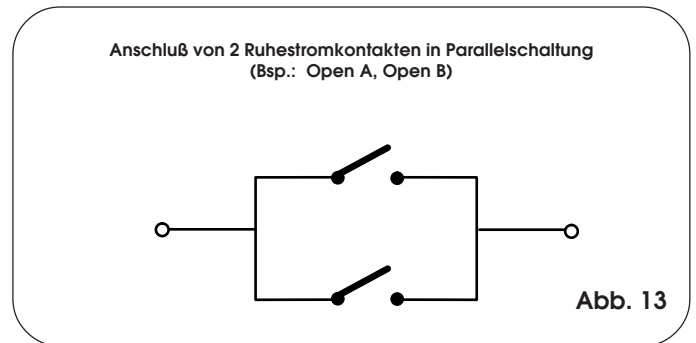 Anschluß von 2 Ruhestromkontakten in Parallelschaltung
(Bsp.: Open A, Open B)
Abb. 13